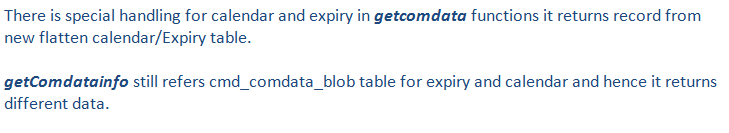 There is special handling for calendar and expiry in getcomdata functions it returns record from
new flatten calendar/Expiry table.
getComdatainfo still refers cmd_comdata_blob table for expiry and calendar and hence it returns
different data.